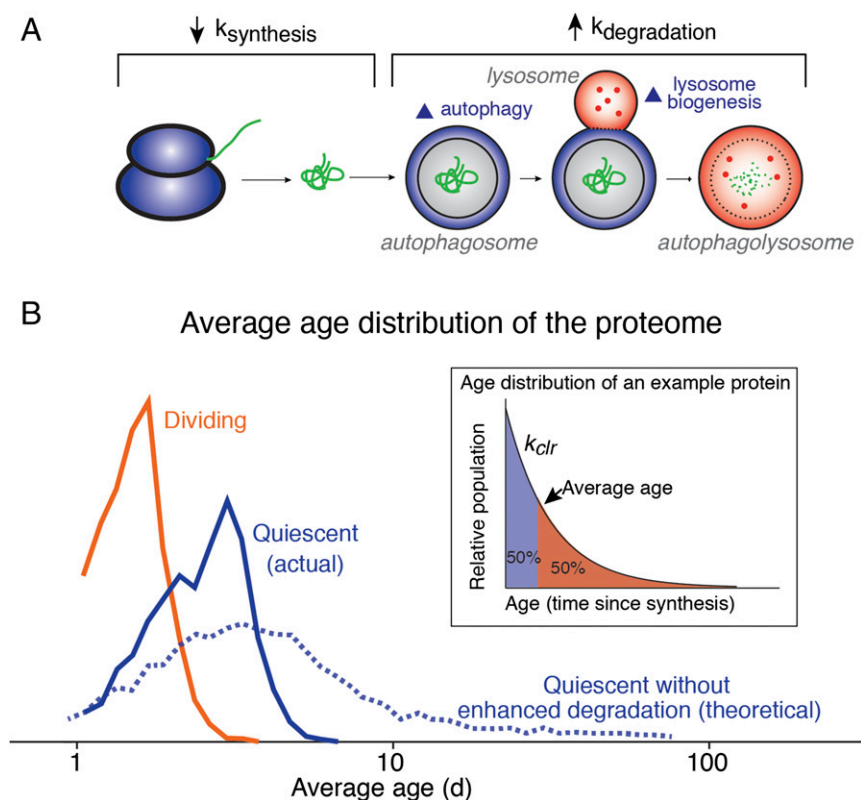 A
↓ ksynthesis
↑ kdegradation
lysosome
▲ autophagy
▲ lysosome
biogenesis
autophagosome
autophagolysosome
B
Average age distribution of the proteome
Dividing
Quiescent
(actual)
Quiescent without
enhanced degradation (theoretical)
Age distribution of an example protein
Relative population
kclr
Average age
50%
50%
Age (time since synthesis)
1
10
100
Average age (d)